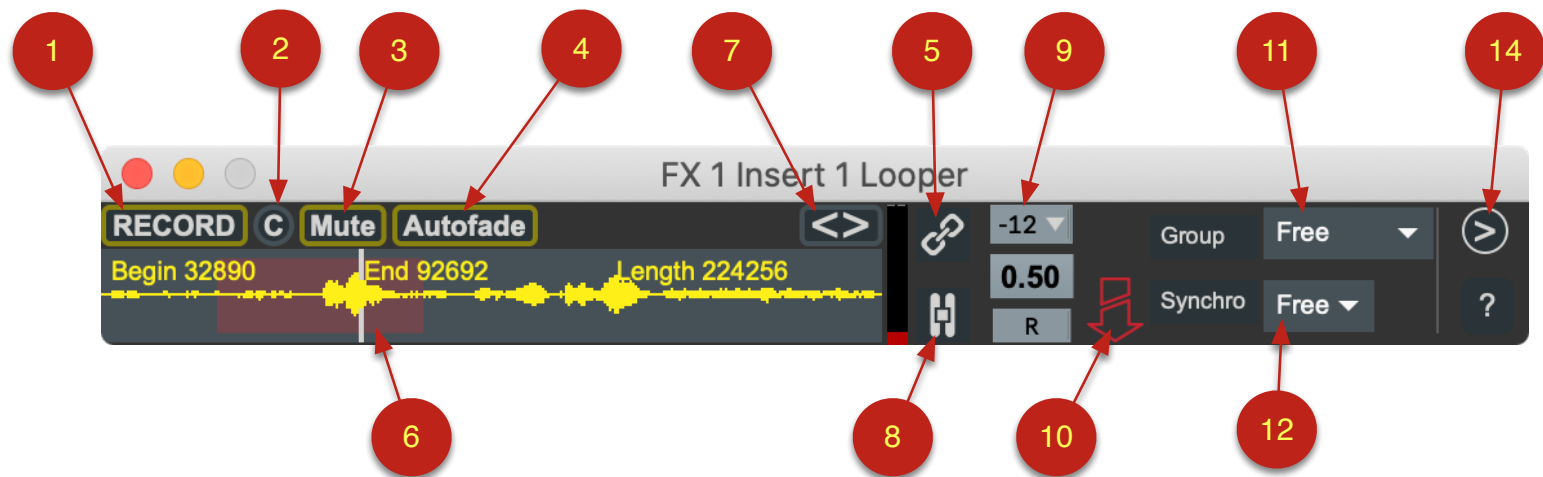 1 2 3 4 7 5 9 11 14
FX 1 Insert 1 Looper
RECORD C Mute Autofade <> -12 Group Free >
Begin 32890 End 92692 Length 224256 0.50
R Synchro Free ?
6 8 10 12